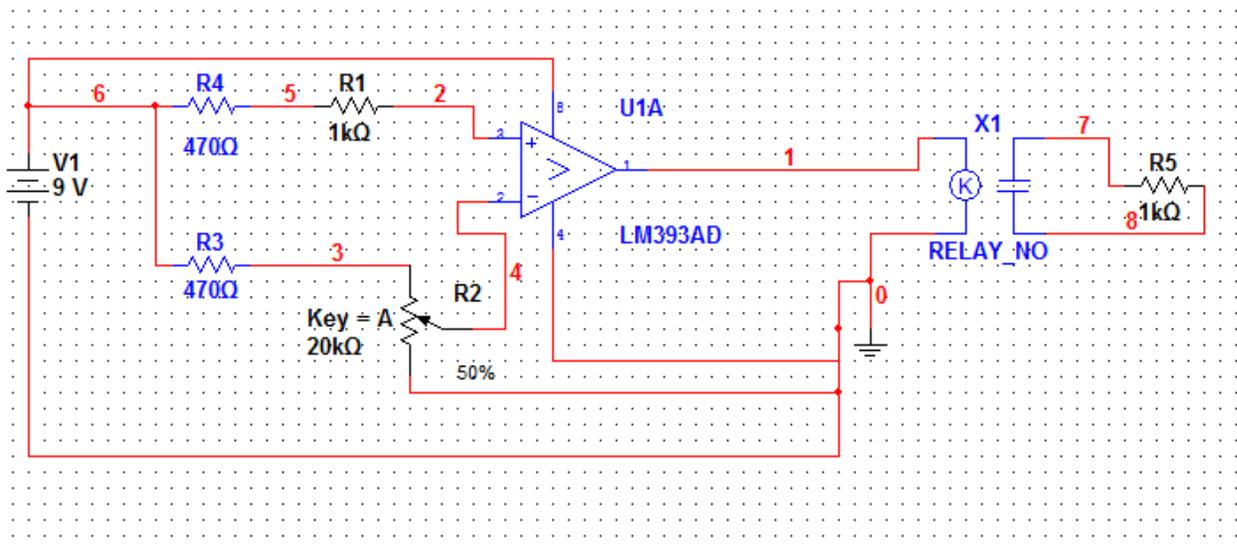 6
R4
470Ω
5
R1
1kΩ
2
3
+
8
U1A
V1
9 V
2
−
1
1
4
LM393AD
X1
K
RELAY_NO
7
R5
1kΩ
8
R3
470Ω
3
4
R2
Key = A
20kΩ
50%
0